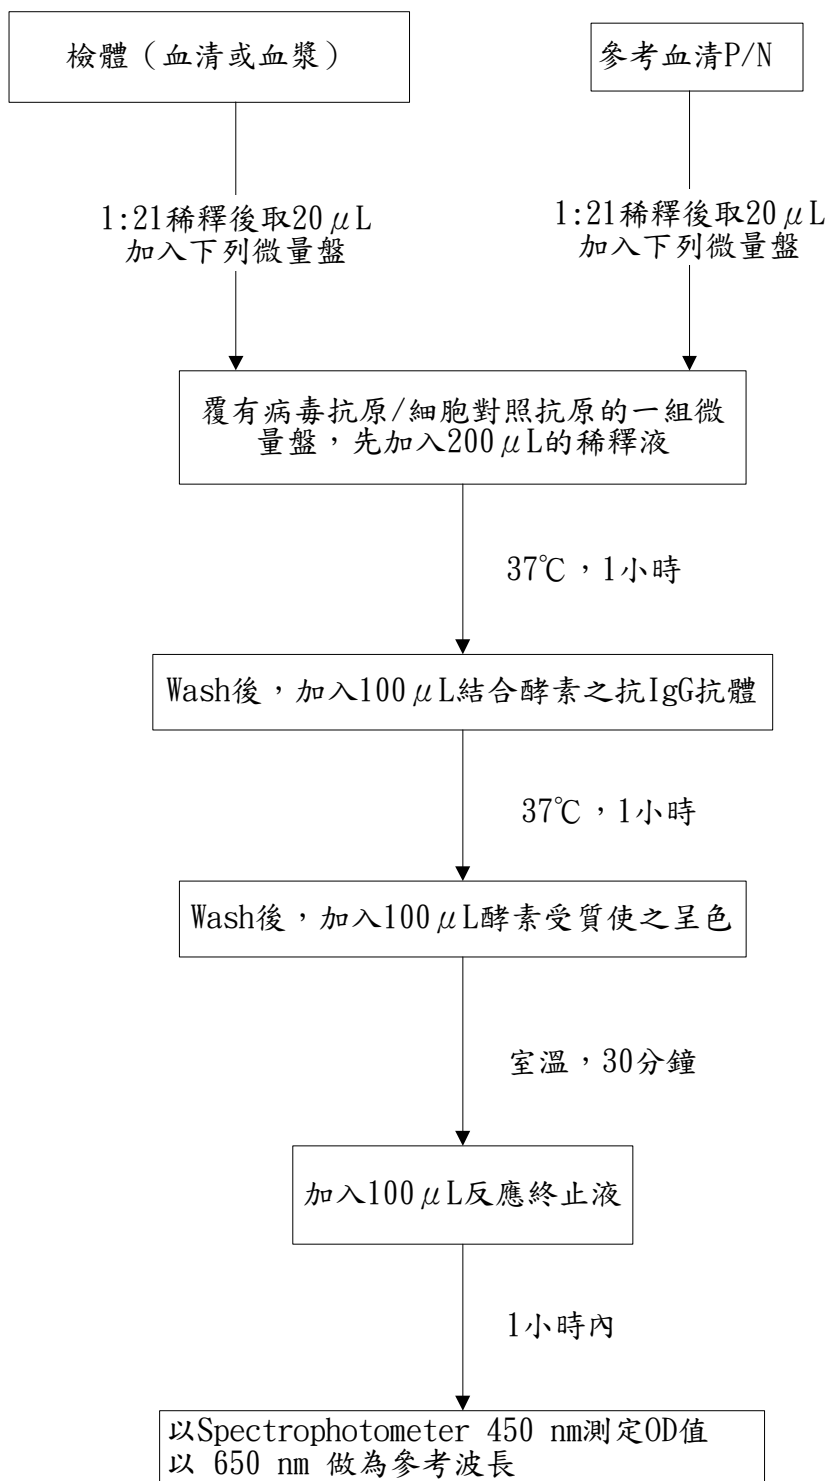 檢體（血清或血漿）
參考血清P/N
1:21稀釋後取20μL
加入下列微量盤
1:21稀釋後取20μL
加入下列微量盤
覆有病毒抗原/細胞對照抗原的一組微
量盤，先加入200μL的稀釋液
37℃，1小時
Wash後，加入100μL結合酵素之抗IgG抗體
37℃，1小時
Wash後，加入100μL酵素受質使之呈色
室溫，30分鐘
加入100μL反應終止液
1小時內
以Spectrophotometer 450 nm測定OD值
以 650 nm 做為參考波長